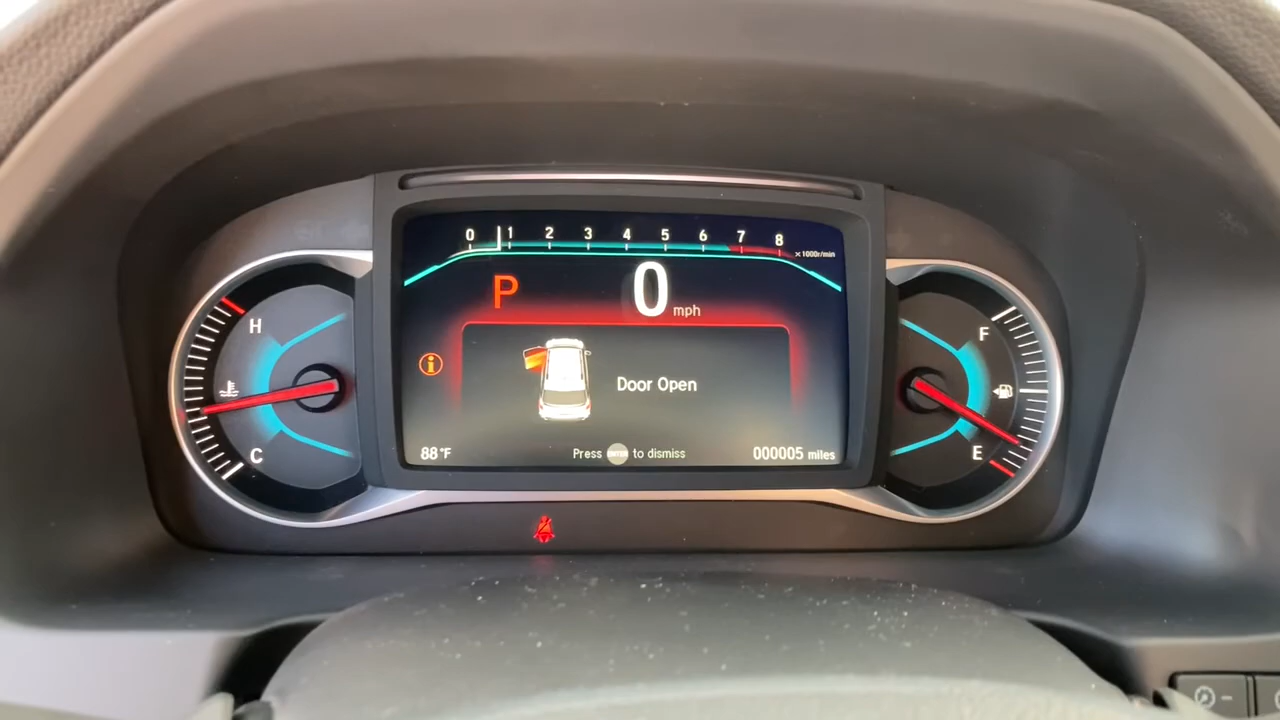 0 1 2 3 4 5 6 7 8
×1000r/min
P 0 mph
H
C
F
E
Door Open
88°F
Press ENTER to dismiss
000005 miles